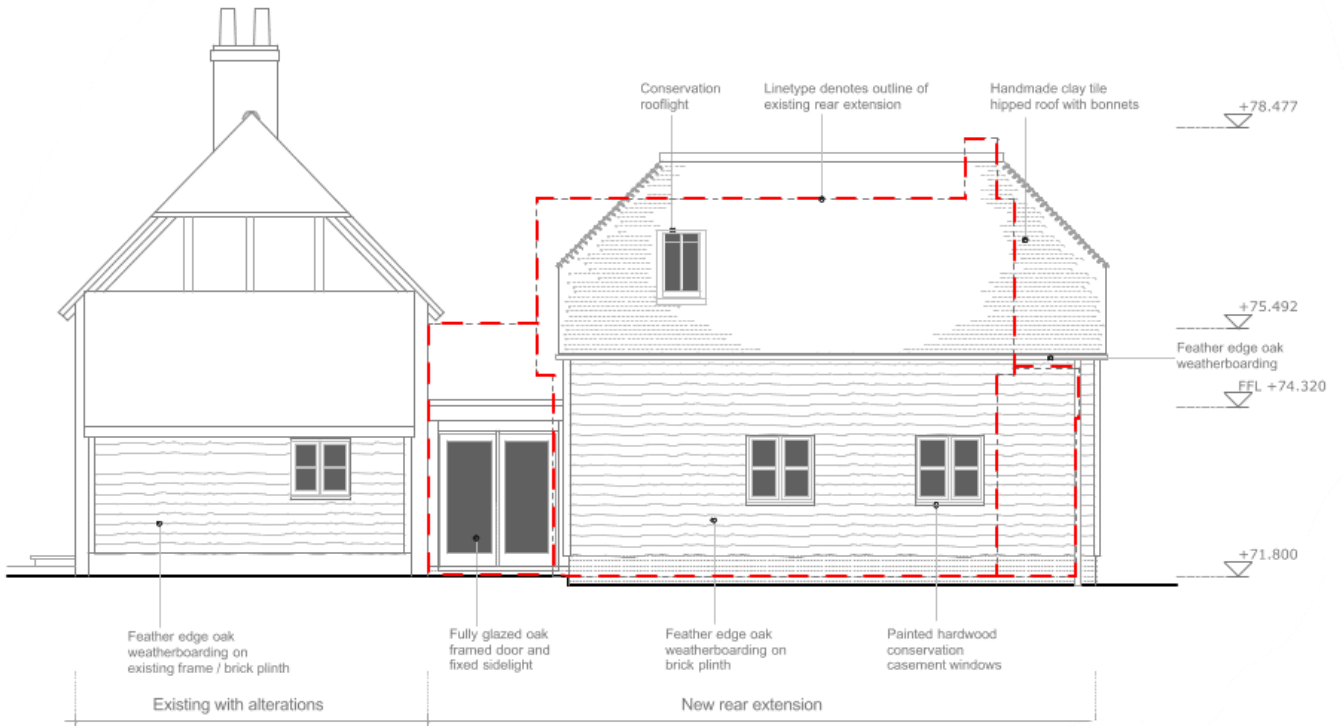 Conservation
rooflight
Linetype denotes outline of
existing rear extension
Handmade clay tile
hipped roof with bonnets
+78.477
+75.492
Feather edge oak
weatherboarding
FFL +74.320
+71.800
Feather edge oak
weatherboarding on
existing frame / brick plinth
Fully glazed oak
framed door and
fixed sidelight
Feather edge oak
weatherboarding on
brick plinth
Painted hardwood
conservation
casement windows
Existing with alterations
New rear extension